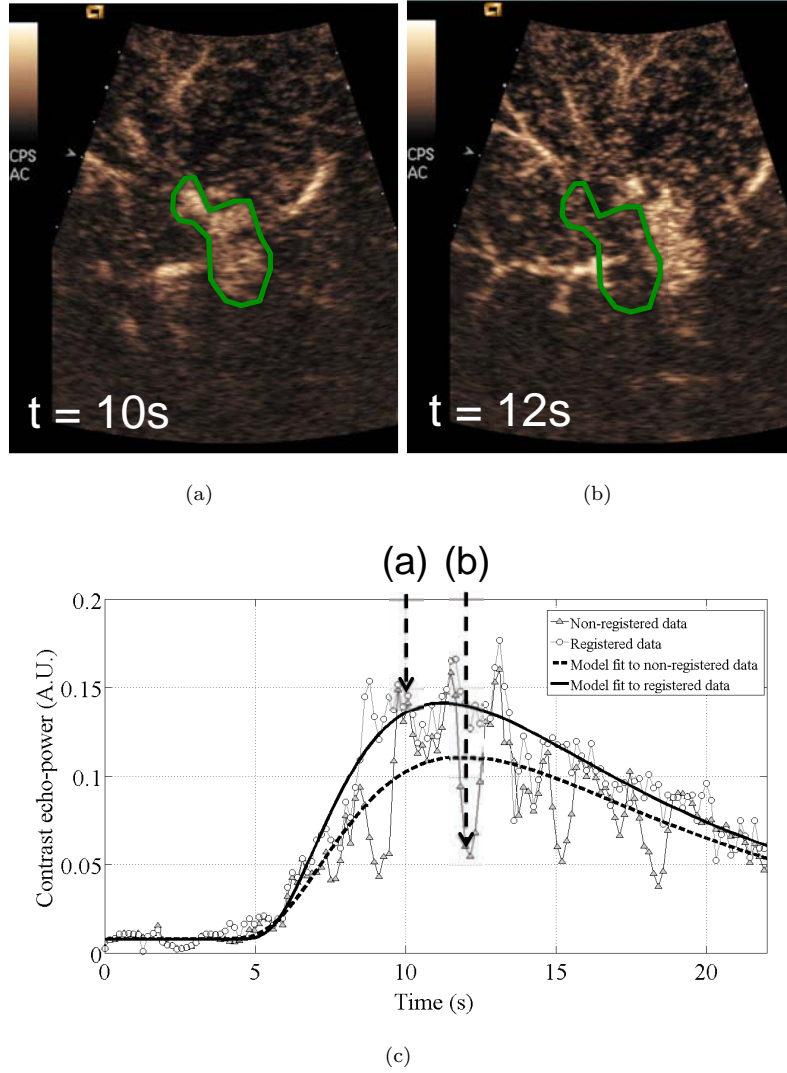 CPS
AC
t = 10s
CPS
AC
t = 12s
(a)
(b)
(a) (b)
0.2
0.15
0.1
0.05
0
Contrast echo-power (A.U.)
Non-registered data
Registered data
Model fit to non-registered data
Model fit to registered data
0 5 10 15 20
Time (s)
(c)